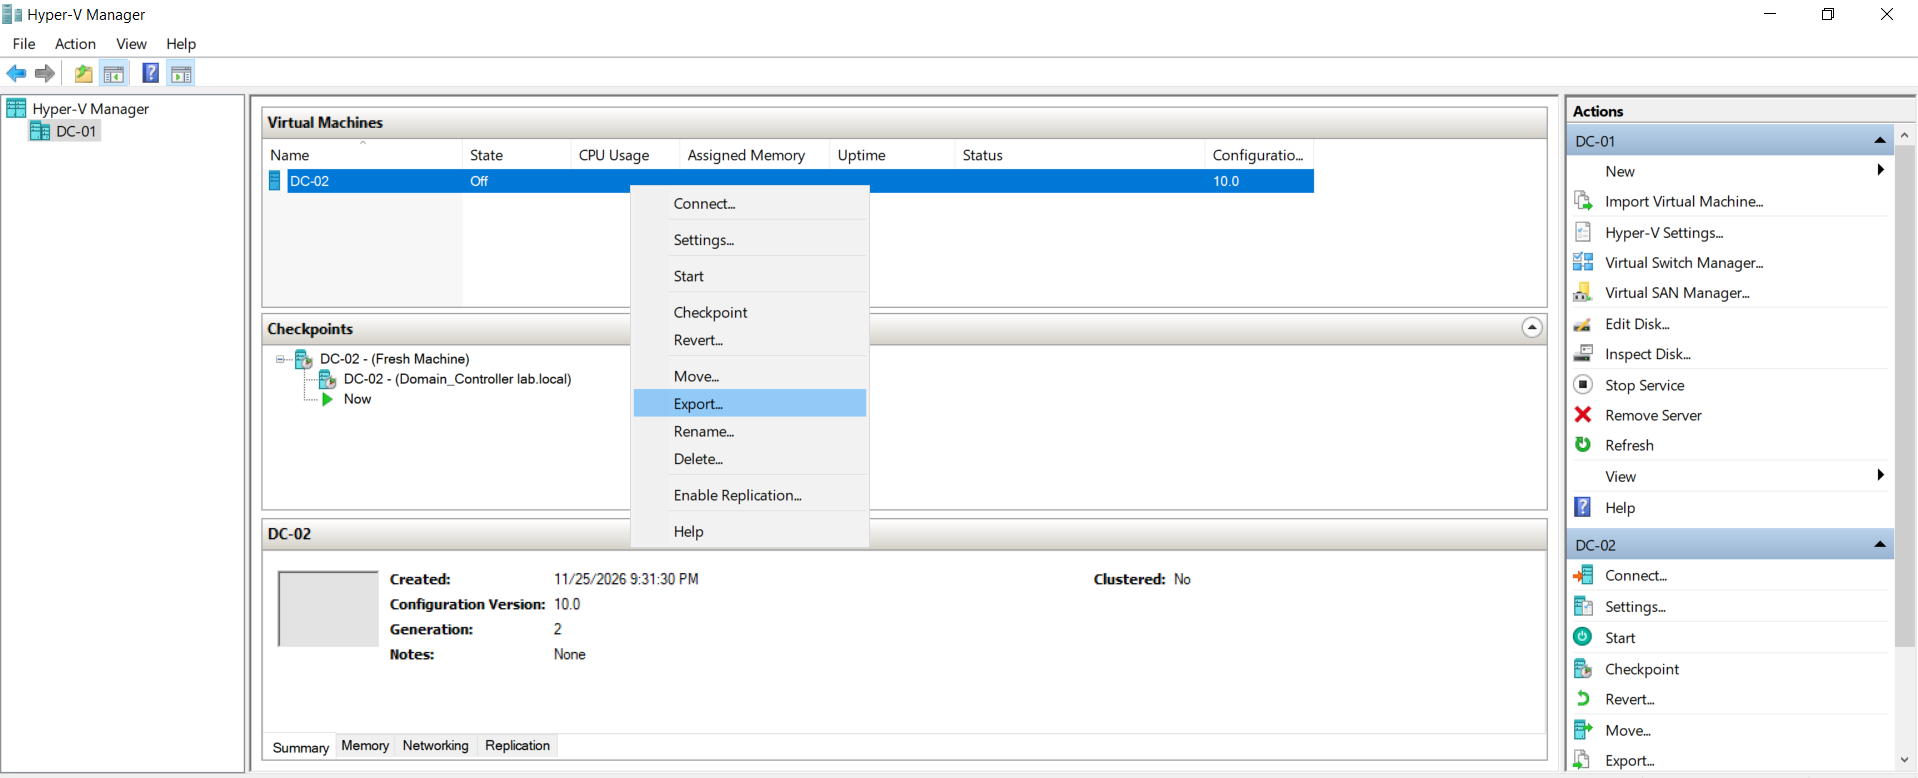 Hyper-V Manager
File Action View Help
Hyper-V Manager
DC-01
Virtual Machines
Name State CPU Usage Assigned Memory Uptime Status Configuratio...
DC-02 Off 10.0
Connect...
Settings...
Start
Checkpoint
Revert...
Move...
Export...
Rename...
Delete...
Enable Replication...
Help
Checkpoints
DC-02 - (Fresh Machine)
DC-02 - (Domain_Controller lab.local)
Now
DC-02
Created: 11/25/2026 9:31:30 PM Clustered: No
Configuration Version: 10.0
Generation: 2
Notes: None
Summary Memory Networking Replication
Actions
DC-01
New
Import Virtual Machine...
Hyper-V Settings...
Virtual Switch Manager...
Virtual SAN Manager...
Edit Disk...
Inspect Disk...
Stop Service
Remove Server
Refresh
View
Help
DC-02
Connect...
Settings...
Start
Checkpoint
Revert...
Move...
Export...